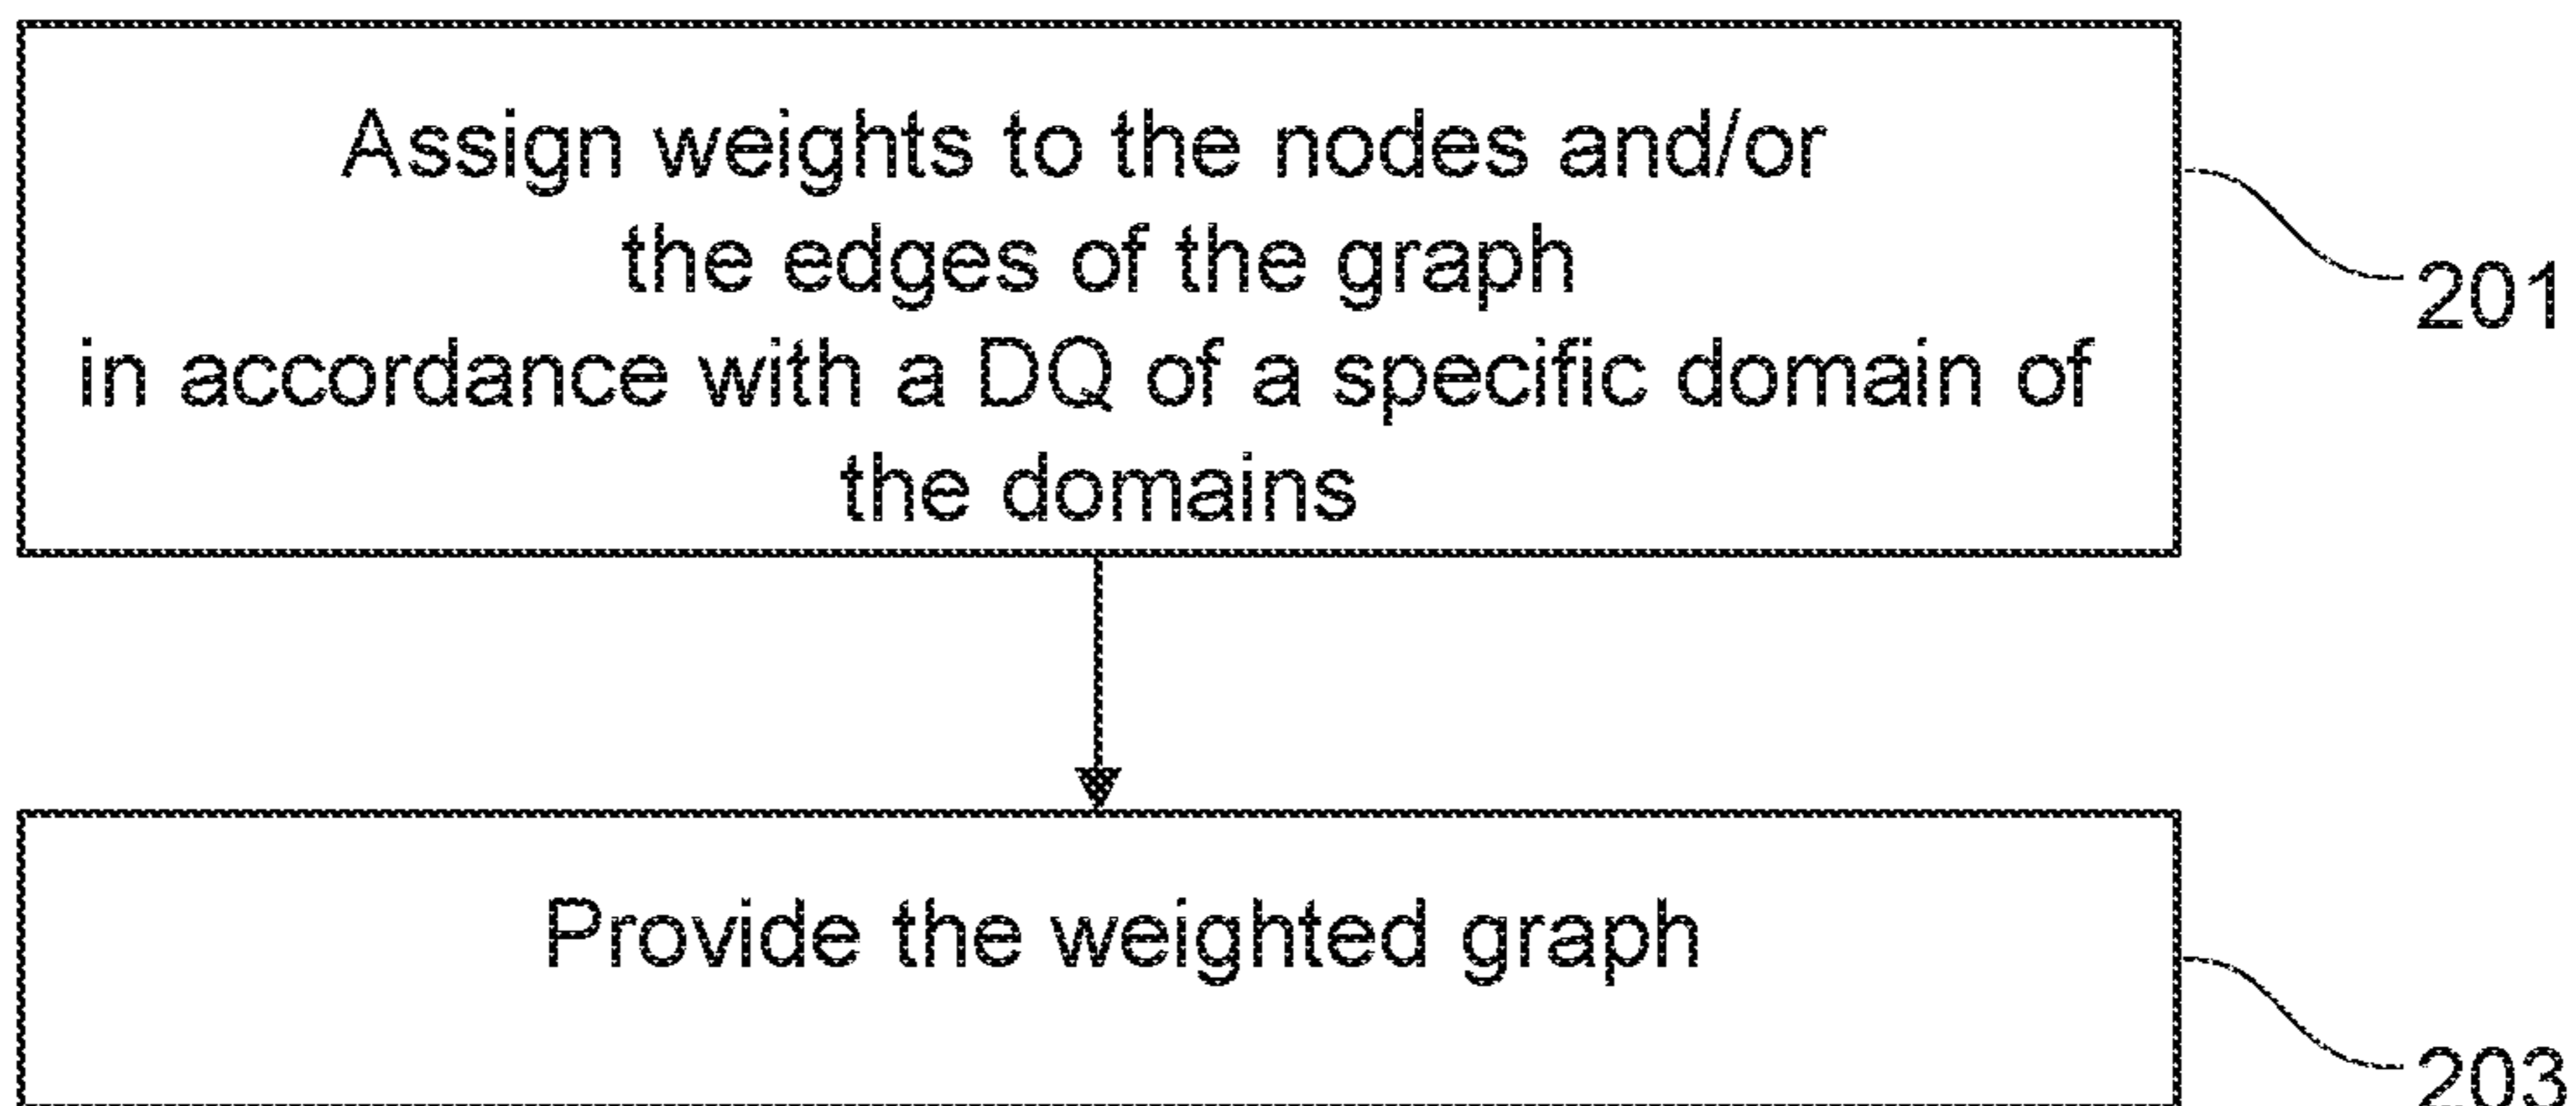 Assign weights to the nodes and/or
the edges of the graph
in accordance with a DQ of a specific domain of
the domains
201
Provide the weighted graph
203